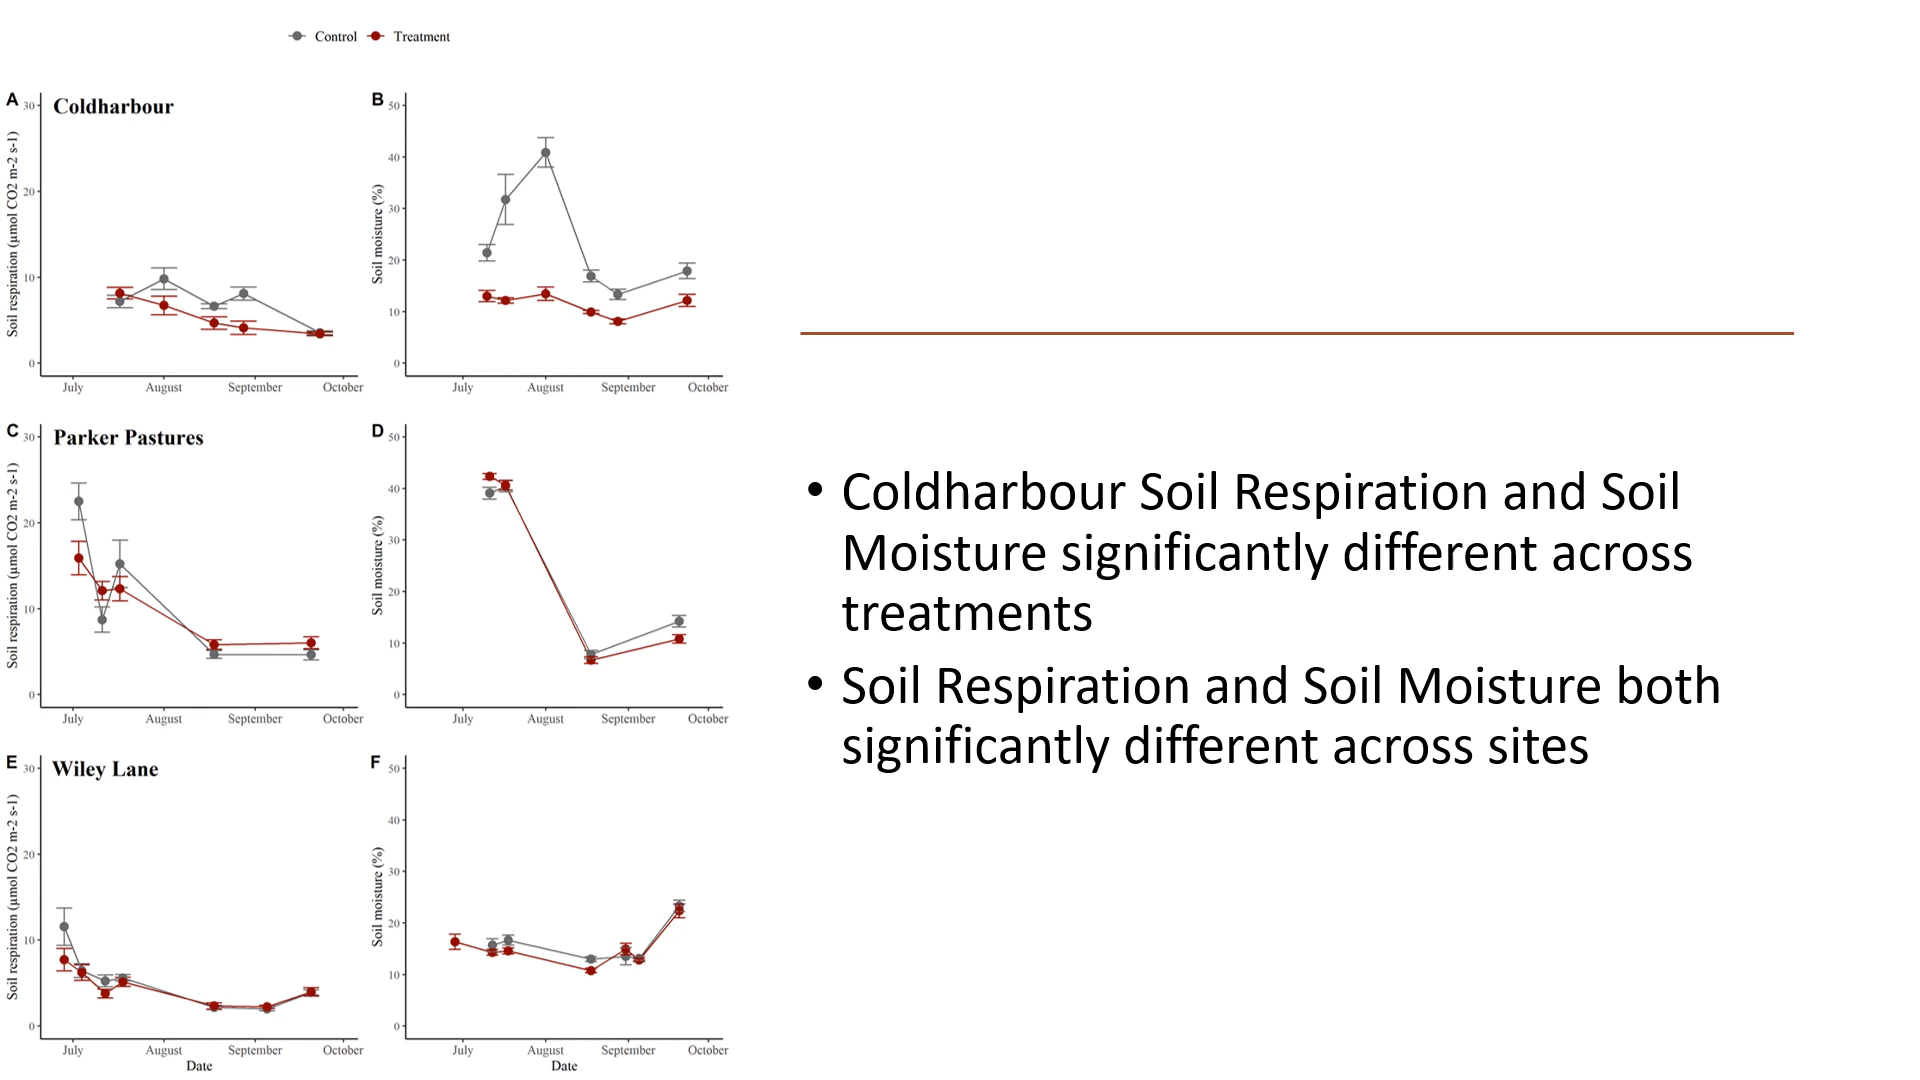 Control Treatment
A 30 Coldharbour
Soil respiration (µmol CO2 m-2 s-1)
20
10
0
July August September October
B 50
Soil moisture (%)
40
30
20
10
0
July August September October
C 30 Parker Pastures
Soil respiration (µmol CO2 m-2 s-1)
20
10
0
July August September October
D 50
Soil moisture (%)
40
30
20
10
0
July August September October
E 30 Wiley Lane
Soil respiration (µmol CO2 m-2 s-1)
20
10
0
July August September October
Date
F 50
Soil moisture (%)
40
30
20
10
0
July August September October
Date
• Coldharbour Soil Respiration and Soil
Moisture significantly different across
treatments
• Soil Respiration and Soil Moisture both
significantly different across sites